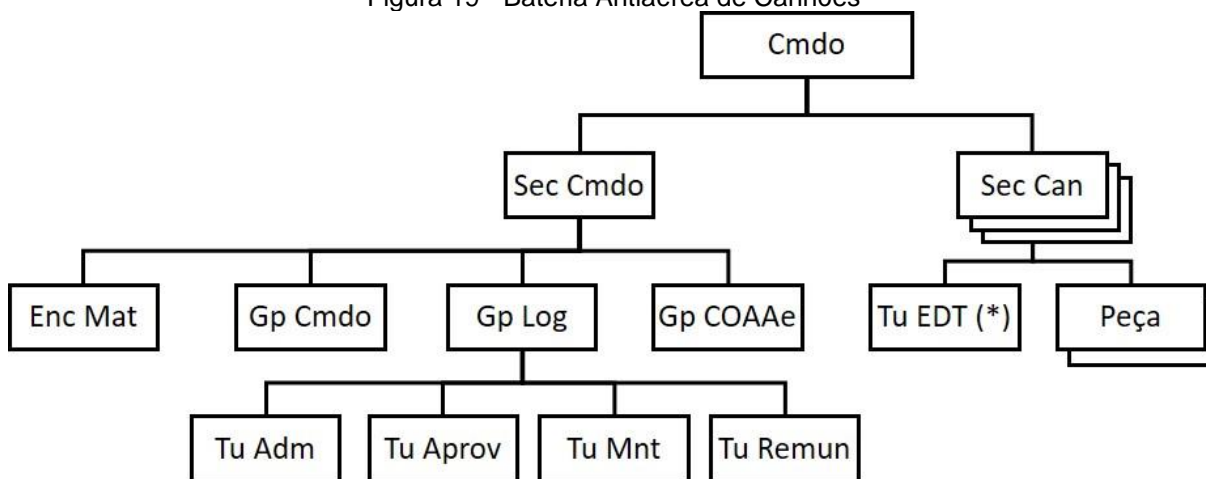 Figura 19 - Bateria Antiaérea de Canhões
Cmdo
Sec Cmdo
Sec Can
Enc Mat
Gp Cmdo
Gp Log
Gp COAAe
Tu EDT (*)
Peça
Tu Adm
Tu Aprov
Tu Mnt
Tu Remun